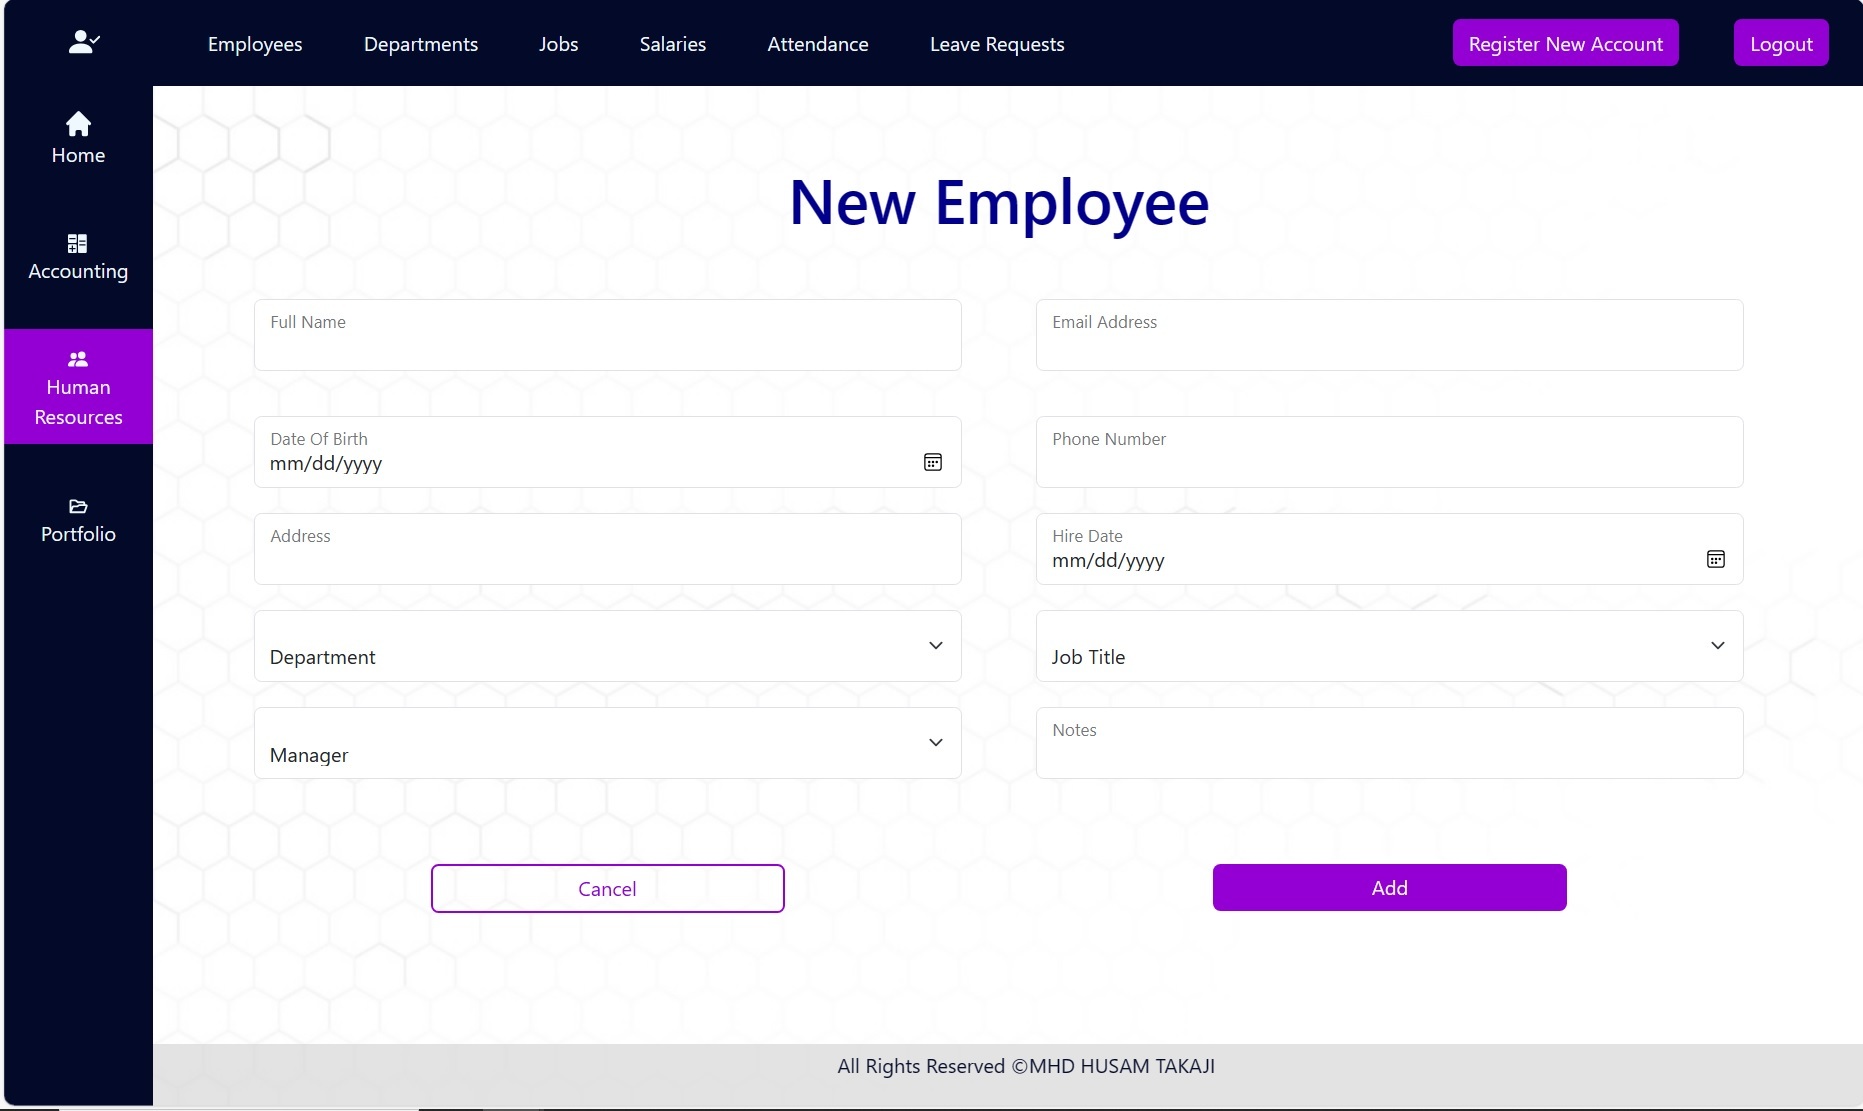 Employees
Departments
Jobs
Salaries
Attendance
Leave Requests
Register New Account
Logout
Home
Accounting
Human
Resources
Portfolio
New Employee
Full Name
Email Address
Date Of Birth
mm/dd/yyyy
Phone Number
Address
Hire Date
mm/dd/yyyy
Department
Job Title
Manager
Notes
Cancel
Add
All Rights Reserved ©MHD HUSAM TAKAJI